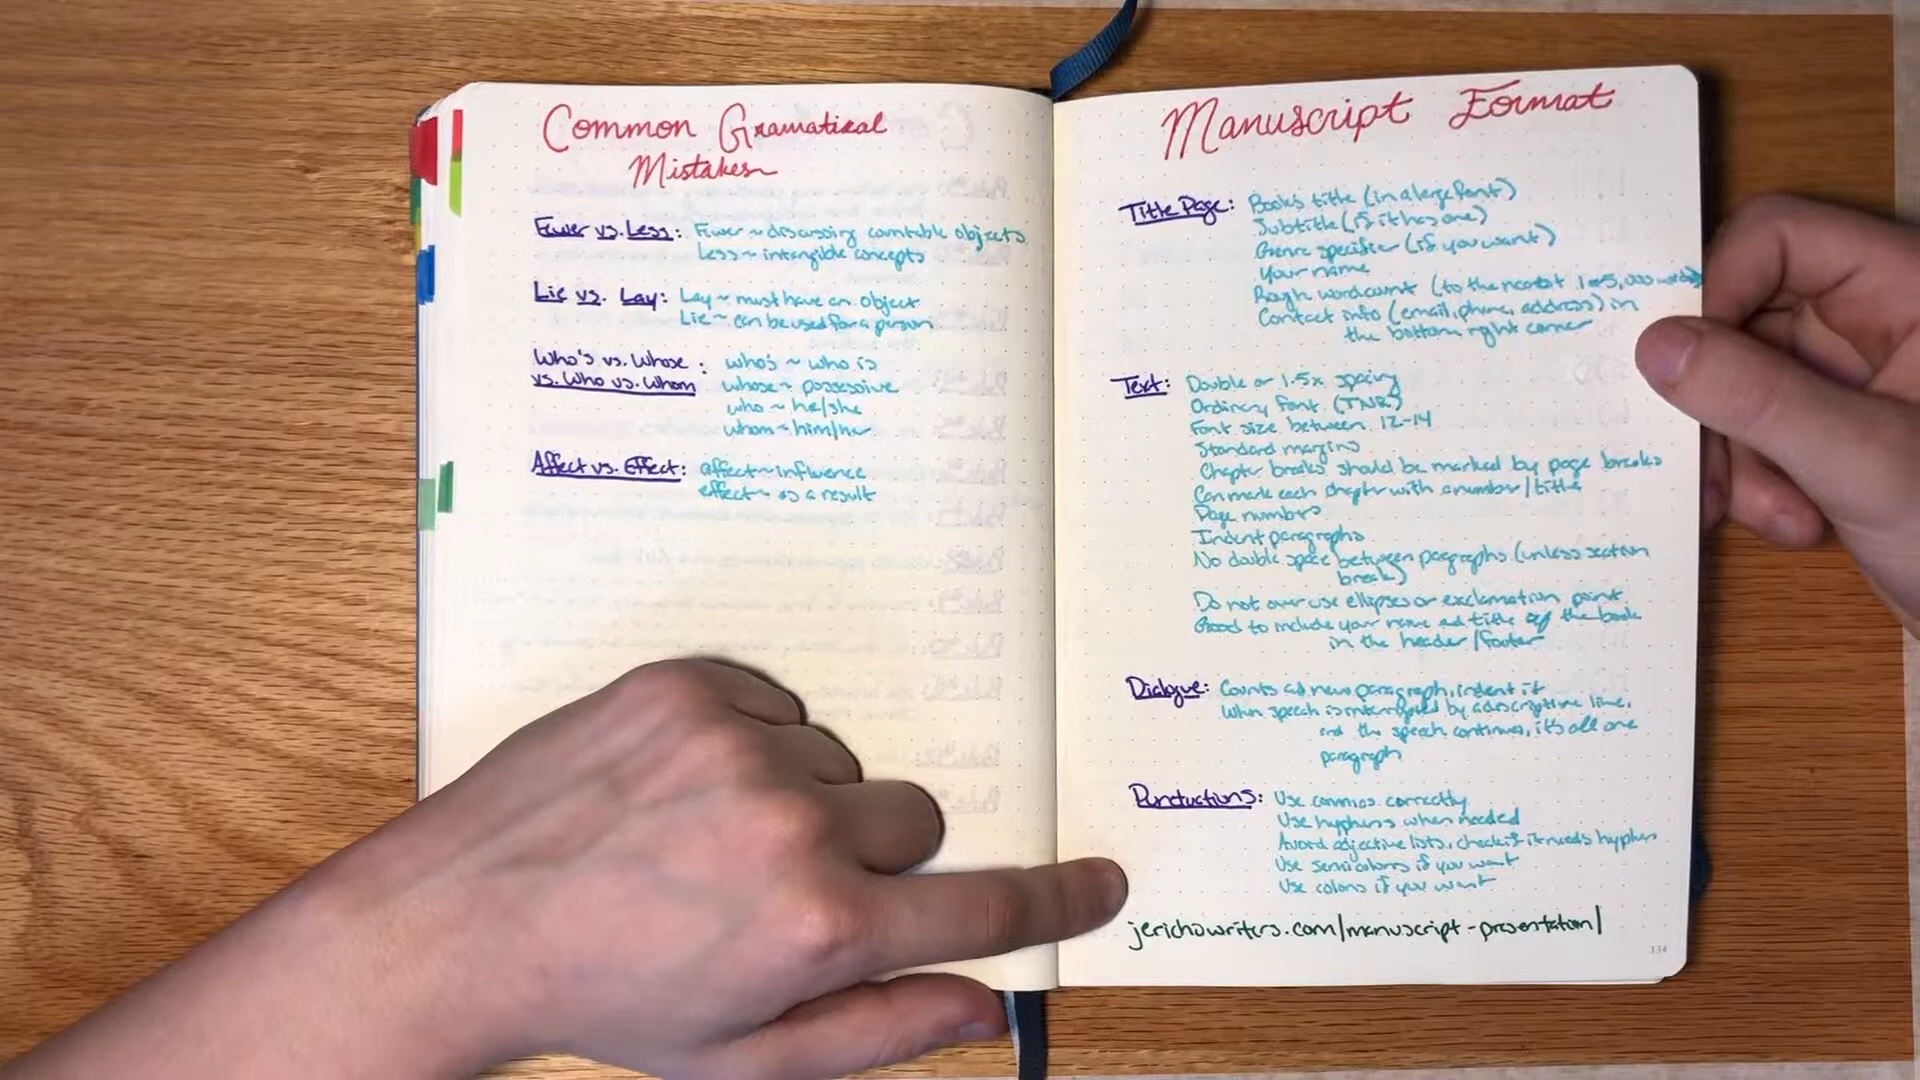 Common Gramatical
Mistakes
Fewer vs. Less: Fewer ~ discussing countable objects
Less ~ intangible concepts
Lie vs. Lay: Lay ~ must have an object
Lie ~ can be used for a person
Who's vs. Whose : who's ~ who is
vs. Who vs. Whom whose ~ possessive
who ~ he/she
whom ~ him/her
Affect vs. Effect: affect ~ influence
effect ~ as a result
Manuscript Format
Title Page: Book's title (in a large font)
Subtitle (if it has one)
Genre specifier (if you want)
Your name
Rough word count (to the nearest 1 or 5,000 words)
Contact info (email, phone, address) in
the bottom right corner
Text: Double or 1.5x spacing
Ordinary font (TNR)
Font size between 12-14
Standard margins
Chapter breaks should be marked by page breaks
Can mark each chapter with a number/title
Page numbers
Indent paragraphs
No double space between paragraphs (unless section
break)
Do not over use ellipses or exclamation point
Good to include your name and title of the book
in the header/footer
Dialogue: Counts as new paragraph, indent it
When speech is interrupted by a descriptive line,
and the speech continues, it's all one
paragraph
Punctuations: Use commas correctly
Use hyphens when needed
Avoid adjective lists, check if it needs hyphen
Use semicolons if you want
Use colons if you want
jerichowriters.com/manuscript-presentation/
134